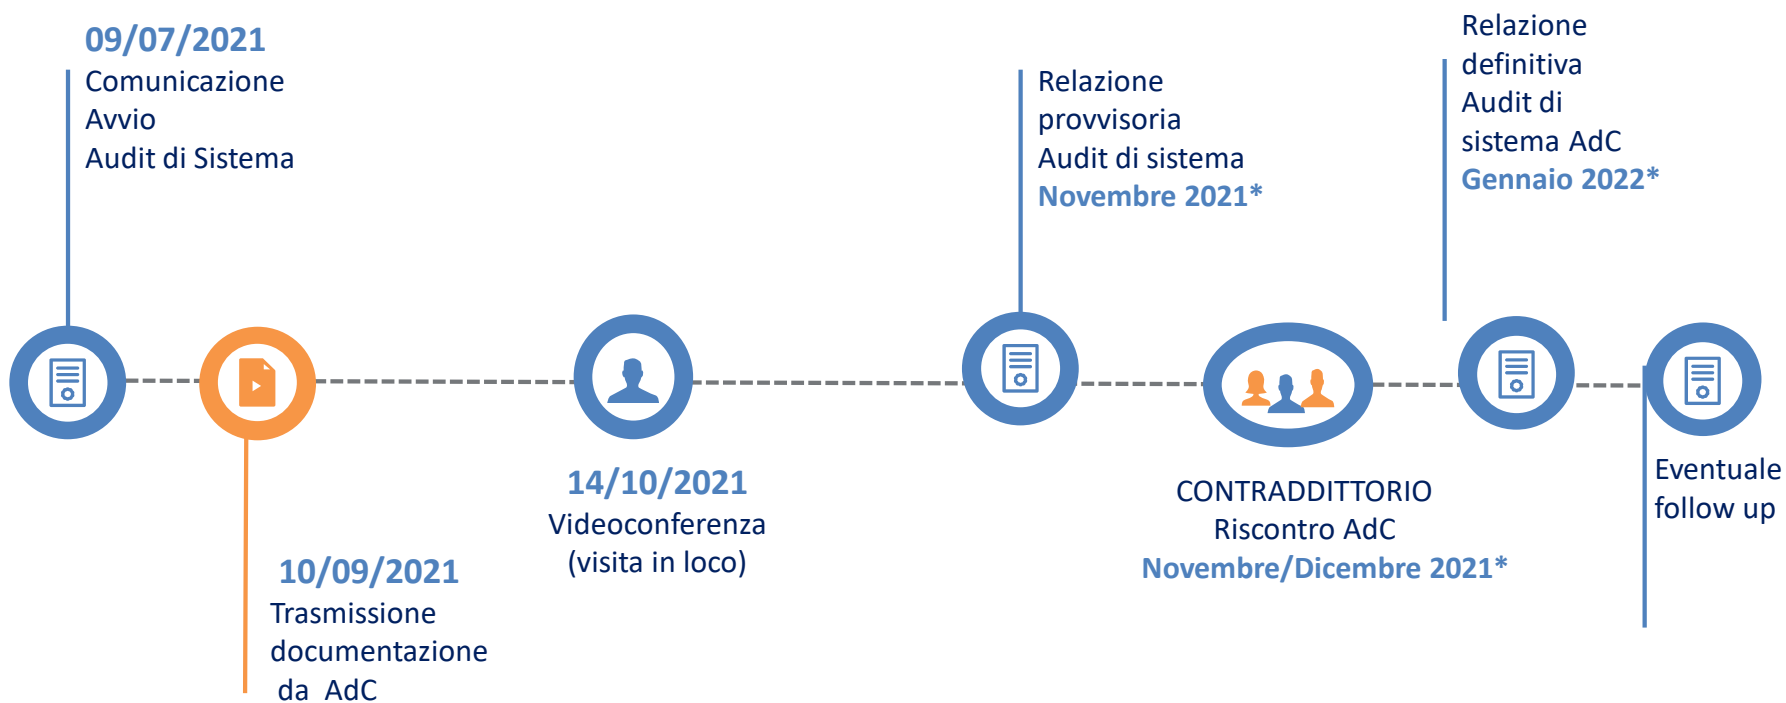 09/07/2021
Comunicazione
Avvio
Audit di Sistema
10/09/2021
Trasmissione
documentazione
da AdC
14/10/2021
Videoconferenza
(visita in loco)
Relazione
provvisoria
Audit di sistema
Novembre 2021*
CONTRADDITTORIO
Riscontro AdC
Novembre/Dicembre 2021*
Relazione
definitiva
Audit di
sistema AdC
Gennaio 2022*
Eventuale
follow up